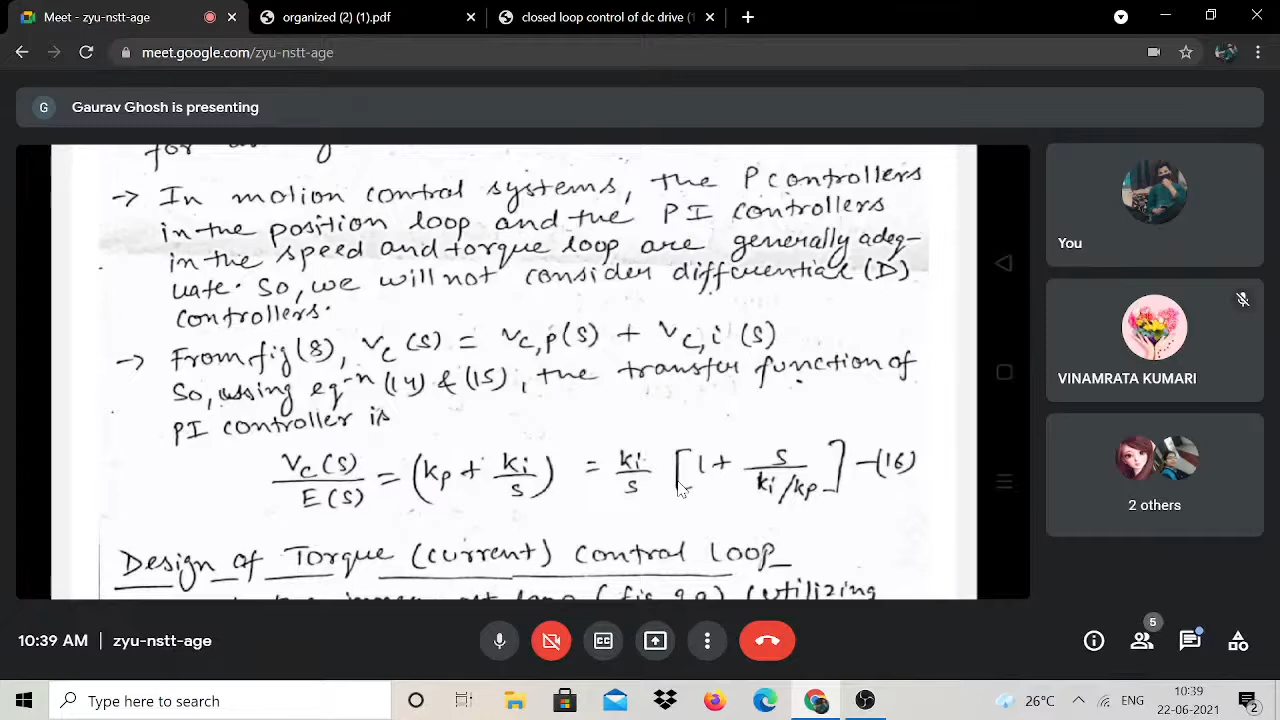 Meet - zyu-nstt-age
organized (2) (1).pdf
closed loop control of dc drive (1
meet.google.com/zyu-nstt-age
G Gaurav Ghosh is presenting
→ In motion control systems, the P controllers
in the position loop and the PI controllers
in the speed and torque loop are generally adeq-
uate. So, we will not consider differential (D)
controllers.
→ From fig (8), Vc (s) = Vc,p (s) + Vc,i (s)
So, using eq-n (14) & (15), the transfer function of
PI controller is
Vc (s) / E (s) = (kp + ki / s) = ki / s [1 + s / ki/kp] -(16)
Design of Torque (current) control loop
(utilizing
You
VINAMRATA KUMARI
2 others
10:39 AM
zyu-nstt-age
CC
5
Type here to search
26°C
ENG
10:39
22-06-2021
2